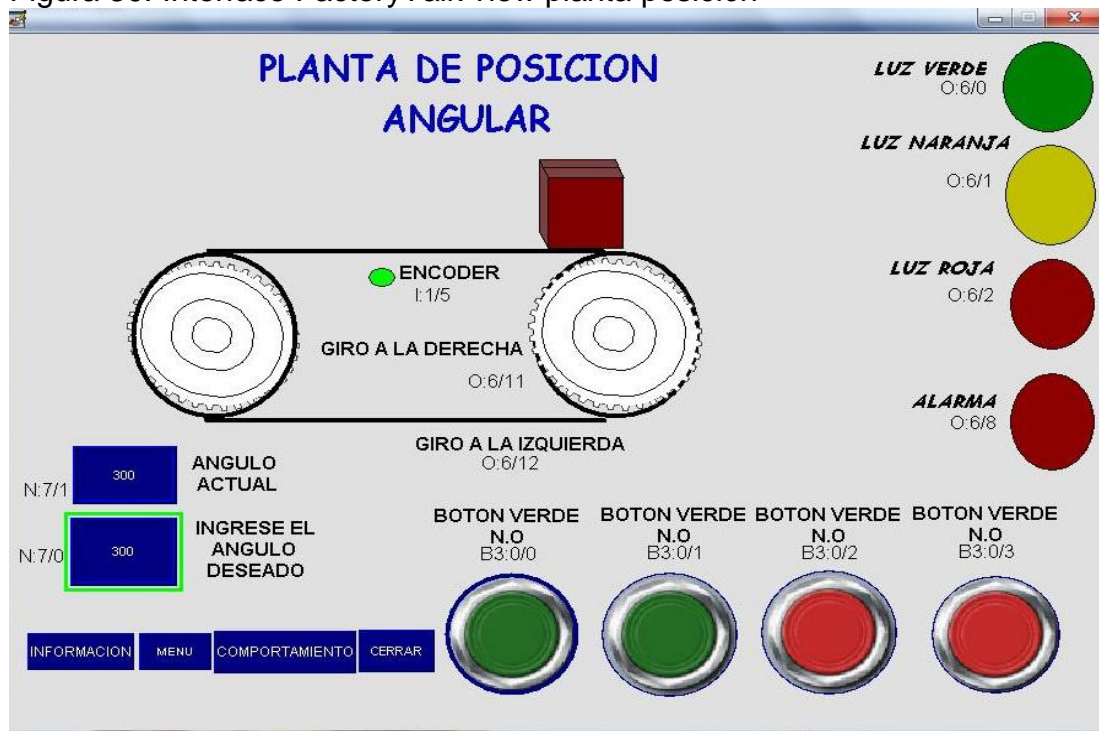 PLANTA DE POSICION
ANGULAR
LUZ VERDE
O:6/0
LUZ NARANJA
O:6/1
LUZ ROJA
O:6/2
ALARMA
O:6/8
ENCODER
I:1/5
GIRO A LA DERECHA
O:6/11
GIRO A LA IZQUIERDA
O:6/12
N:7/1
300
ANGULO
ACTUAL
N:7/0
300
INGRESE EL
ANGULO
DESEADO
BOTON VERDE
N.O
B3:0/0
BOTON VERDE
N.O
B3:0/1
BOTON VERDE
N.O
B3:0/2
BOTON VERDE
N.O
B3:0/3
INFORMACION
MENU
COMPORTAMIENTO
CERRAR